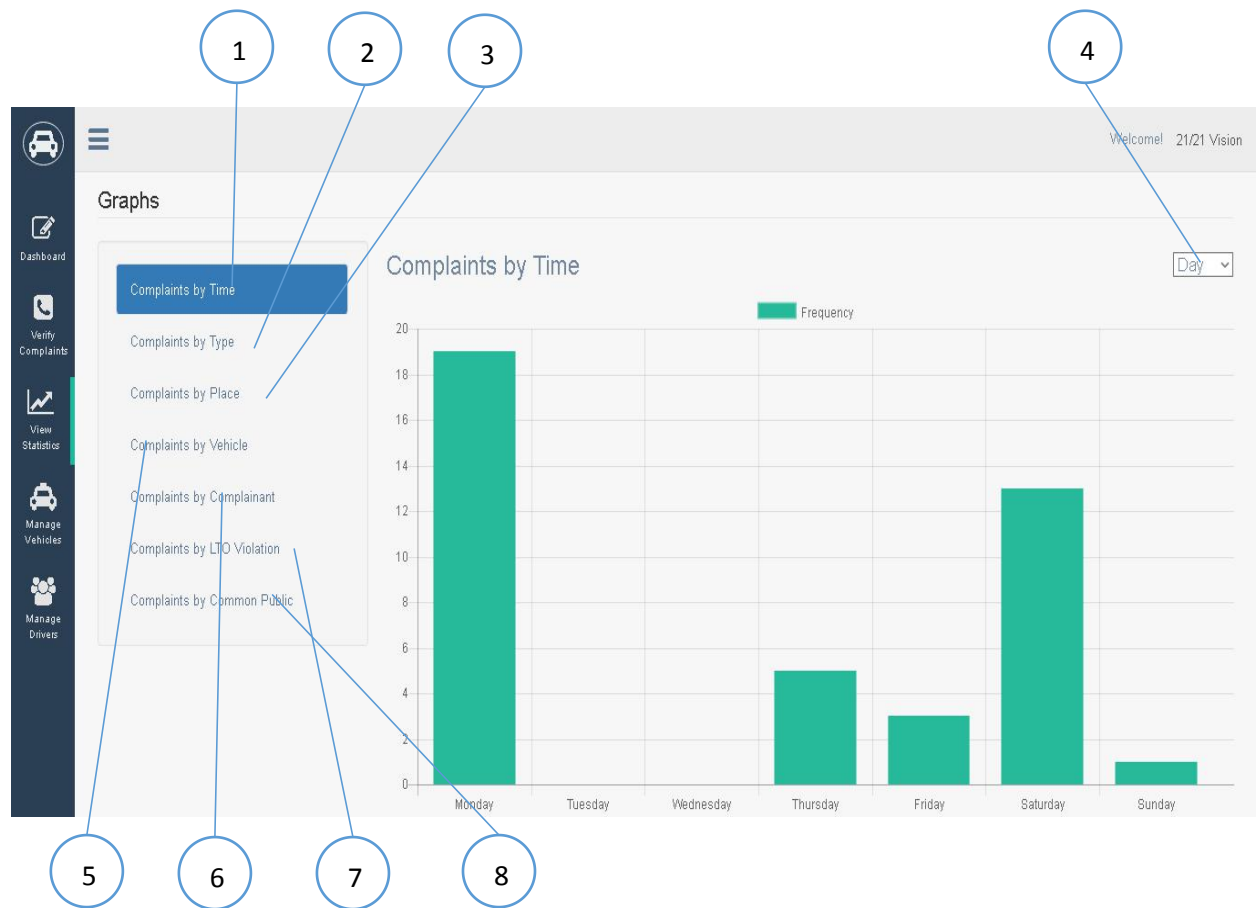 1
2
3
4
Welcome! 21/21 Vision
Graphs
Dashboard
Verify
Complaints
View
Statistics
Manage
Vehicles
Manage
Drivers
Complaints by Time
Complaints by Type
Complaints by Place
Complaints by Vehicle
Complaints by Complainant
Complaints by LTO Violation
Complaints by Common Public
Complaints by Time
Day
Frequency
20
18
16
14
12
10
8
6
4
2
0
Monday Tuesday Wednesday Thursday Friday Saturday Sunday
5
6
7
8